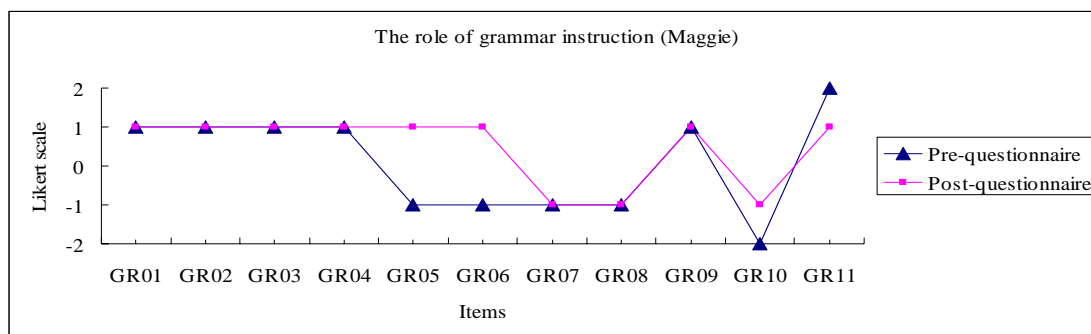 The role of grammar instruction (Maggie)
2
1
0
-1
-2
Likert scale
GR01 GR02 GR03 GR04 GR05 GR06 GR07 GR08 GR09 GR10 GR11
Items
Pre-questionnaire
Post-questionnaire